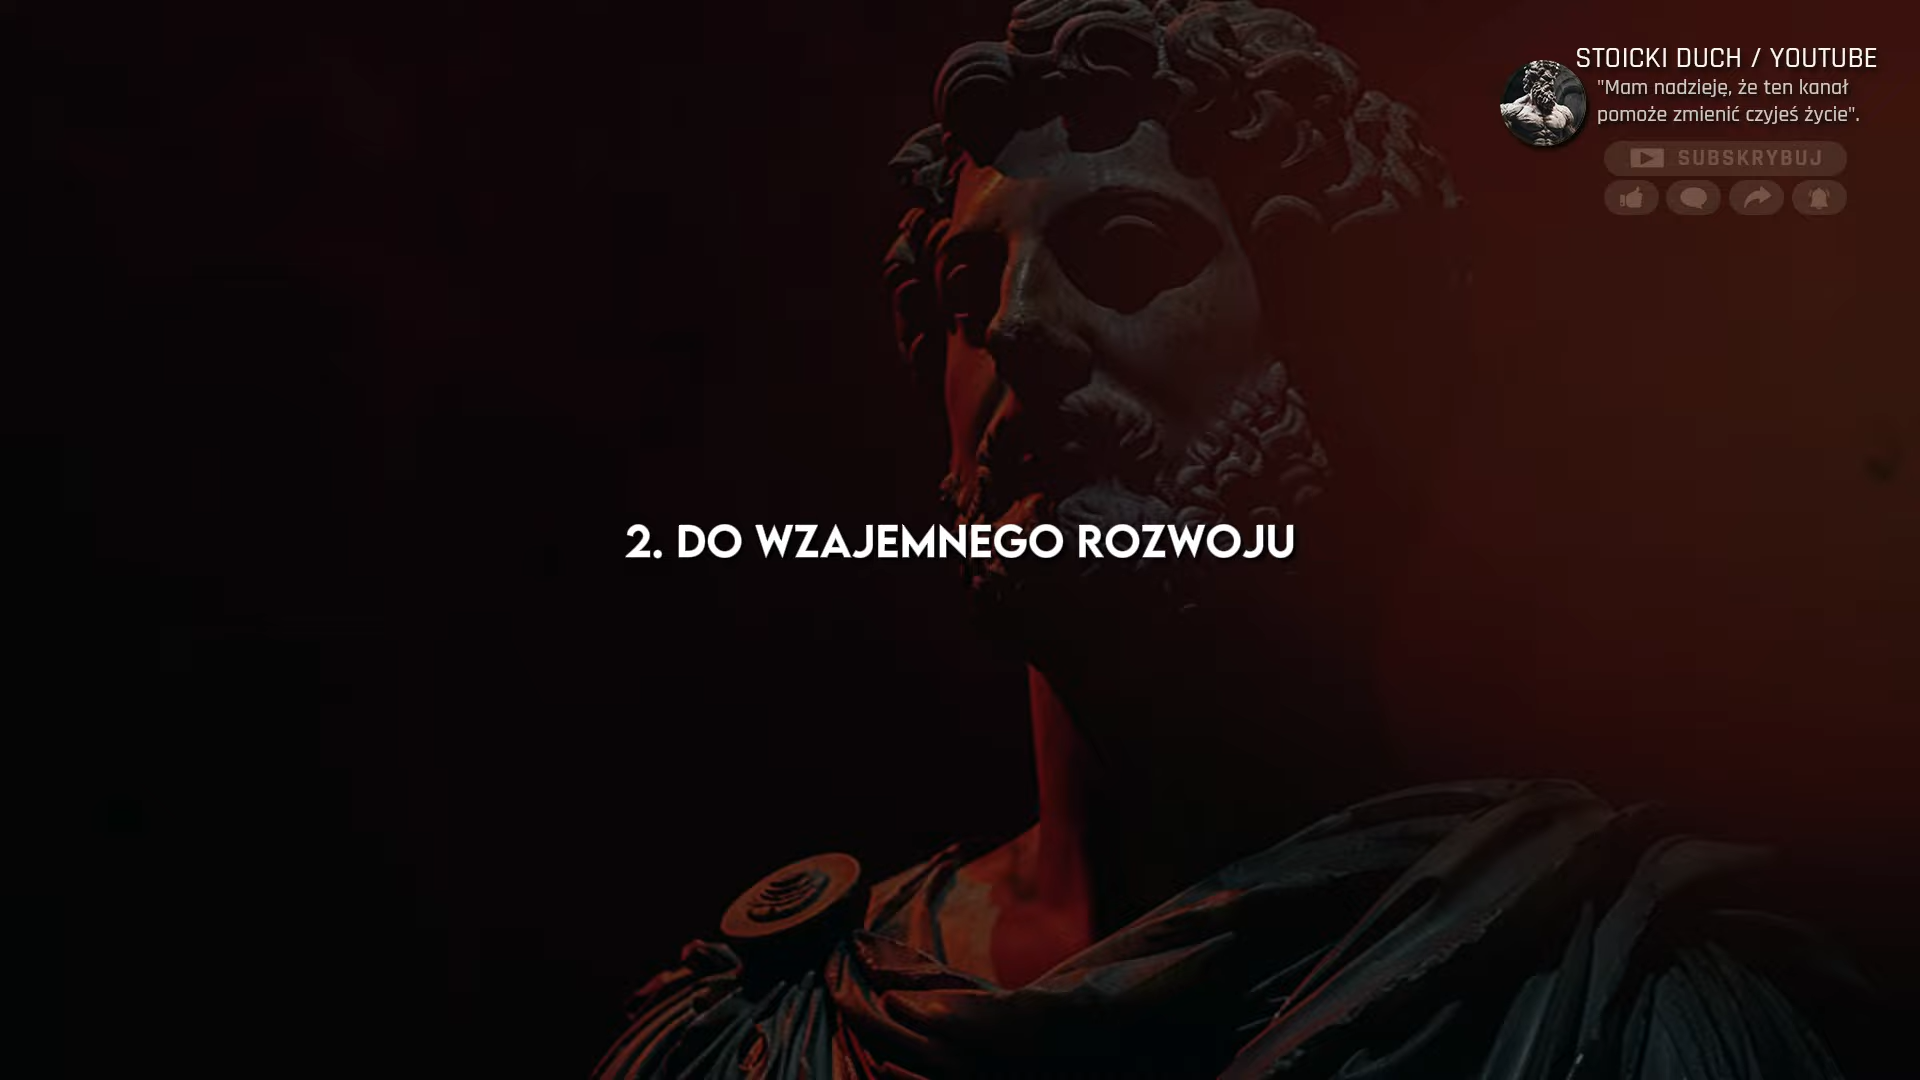 STOICKI DUCH / YOUTUBE
"Mam nadzieję, że ten kanał
pomoże zmienić czyjeś życie".
SUBSKRYBUJ
2. DO WZAJEMNEGO ROZWOJU